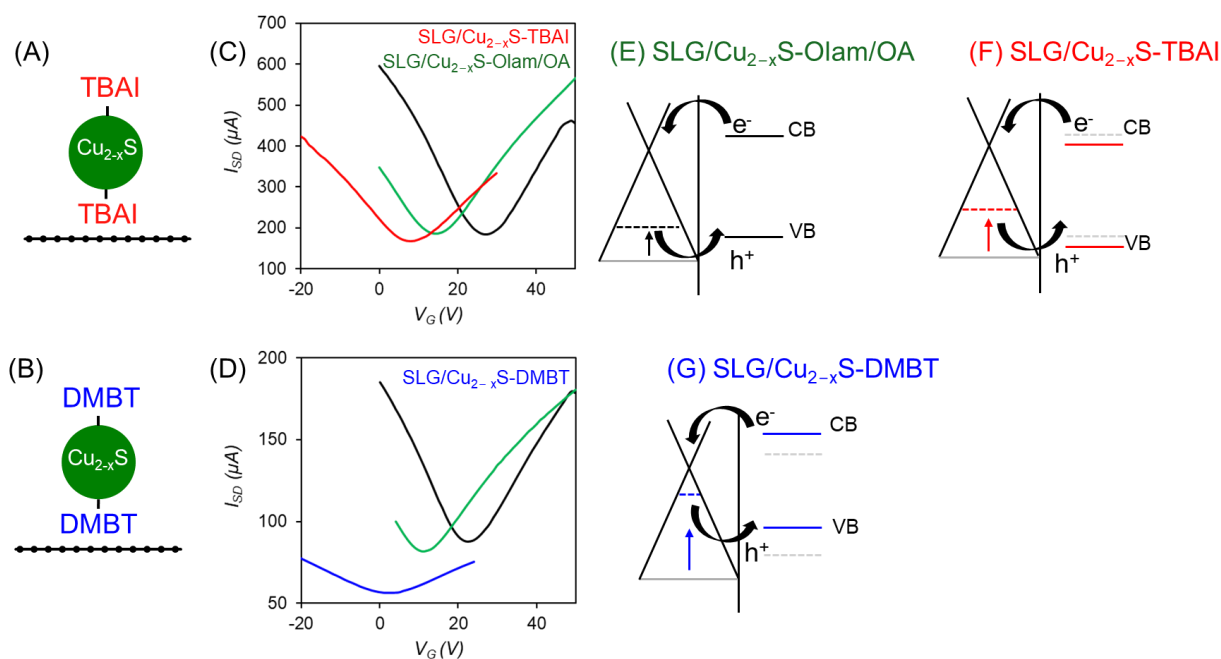 (A)
TBAI
Cu2-xS
TBAI
(C)
SLG/Cu2-xS-TBAI
SLG/Cu2-xS-Olam/OA
700
600
500
400
300
200
100
ISD (μA)
-20
0
20
40
VG (V)
(E) SLG/Cu2-xS-Olam/OA
e-
CB
VB
h+
(F) SLG/Cu2-xS-TBAI
e-
CB
VB
h+
(B)
DMBT
Cu2-xS
DMBT
(D)
SLG/Cu2-xS-DMBT
200
150
100
50
ISD (μA)
-20
0
20
40
VG (V)
(G) SLG/Cu2-xS-DMBT
e-
CB
VB
h+